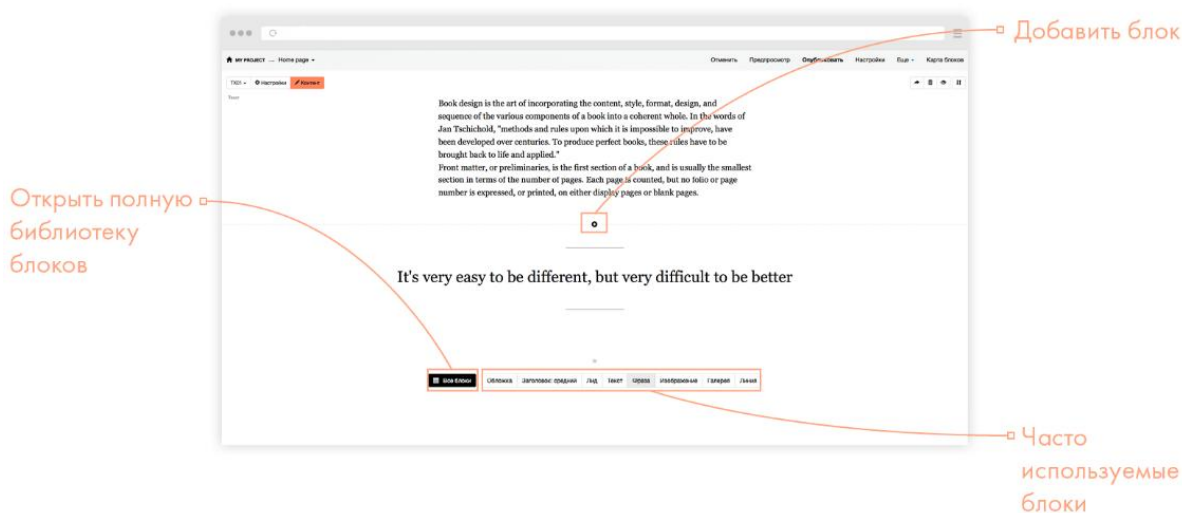 Добавить блок
MY PROJECT — Home page
Отменить Предпросмотр Опубликовать Настройки Еще Карта блоков
TX01 Настройки Контент
Текст
Book design is the art of incorporating the content, style, format, design, and
sequence of the various components of a book into a coherent whole. In the words of
Jan Tschichold, "methods and rules upon which it is impossible to improve, have
been developed over centuries. To produce perfect books, these rules have to be
brought back to life and applied."
Front matter, or preliminaries, is the first section of a book, and is usually the smallest
section in terms of the number of pages. Each page is counted, but no folio or page
number is expressed, or printed, on either display pages or blank pages.
Открыть полную
библиотеку
блоков
It's very easy to be different, but very difficult to be better
Все блоки Обложка Заголовок: средний Лид Текст Фраза Изображение Галерея Линия
Часто
используемые
блоки